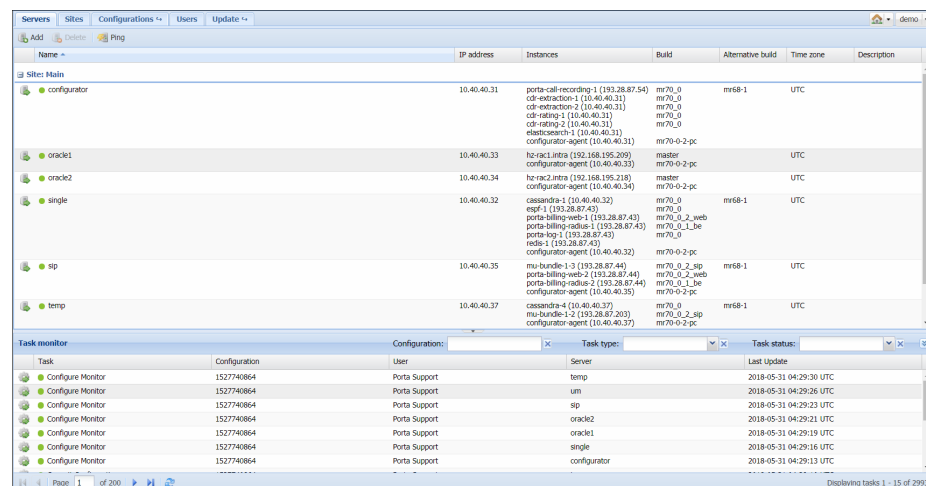 Servers Sites Configurations Users Update demo
Add Delete Ping
Name IP address Instances Build Alternative build Time zone Description
Site: Main
configurator 10.40.40.31 porta-call-recording-1 (193.28.87.54) mr70_0 mr68-1 UTC
cdr-extraction-1 (10.40.40.31) mr70_0
cdr-extraction-2 (10.40.40.31) mr70_0
cdr-rating-1 (10.40.40.31) mr70_0
cdr-rating-2 (10.40.40.31) mr70_0
elasticsearch-1 (10.40.40.31)
configurator-agent (10.40.40.31) mr70-0-2-pc
oracle1 10.40.40.33 hz-rac1.intra (192.168.195.209) master UTC
configurator-agent (10.40.40.33) mr70-0-2-pc
oracle2 10.40.40.34 hz-rac2.intra (192.168.195.218) master UTC
configurator-agent (10.40.40.34) mr70-0-2-pc
single 10.40.40.32 cassandra-1 (10.40.40.32) mr70_0 mr68-1 UTC
espf-1 (193.28.87.43) mr70_0
porta-billing-web-1 (193.28.87.43) mr70_0_2_web
porta-billing-radius-1 (193.28.87.43) mr70_0_1_be
porta-log-1 (193.28.87.43) mr70_0
redis-1 (193.28.87.43)
configurator-agent (10.40.40.32) mr70-0-2-pc
sip 10.40.40.35 mu-bundle-1-3 (193.28.87.44) mr70_0_2_sip mr68-1 UTC
porta-billing-web-2 (193.28.87.44) mr70_0_2_web
porta-billing-radius-2 (193.28.87.44) mr70_0_1_be
configurator-agent (10.40.40.35) mr70-0-2-pc
temp 10.40.40.37 cassandra-4 (10.40.40.37) mr70_0 mr68-1 UTC
mu-bundle-1-2 (193.28.87.203) mr70_0_2_sip
configurator-agent (10.40.40.37) mr70-0-2-pc
Task monitor Configuration: Task type: Task status:
Task Configuration User Server Last Update
Configure Monitor 1527740864 Porta Support temp 2018-05-31 04:29:30 UTC
Configure Monitor 1527740864 Porta Support um 2018-05-31 04:29:26 UTC
Configure Monitor 1527740864 Porta Support sip 2018-05-31 04:29:23 UTC
Configure Monitor 1527740864 Porta Support oracle2 2018-05-31 04:29:21 UTC
Configure Monitor 1527740864 Porta Support oracle1 2018-05-31 04:29:19 UTC
Configure Monitor 1527740864 Porta Support single 2018-05-31 04:29:16 UTC
Configure Monitor 1527740864 Porta Support configurator 2018-05-31 04:29:13 UTC
Page 1 of 200 Displaying tasks 1 - 15 of 299